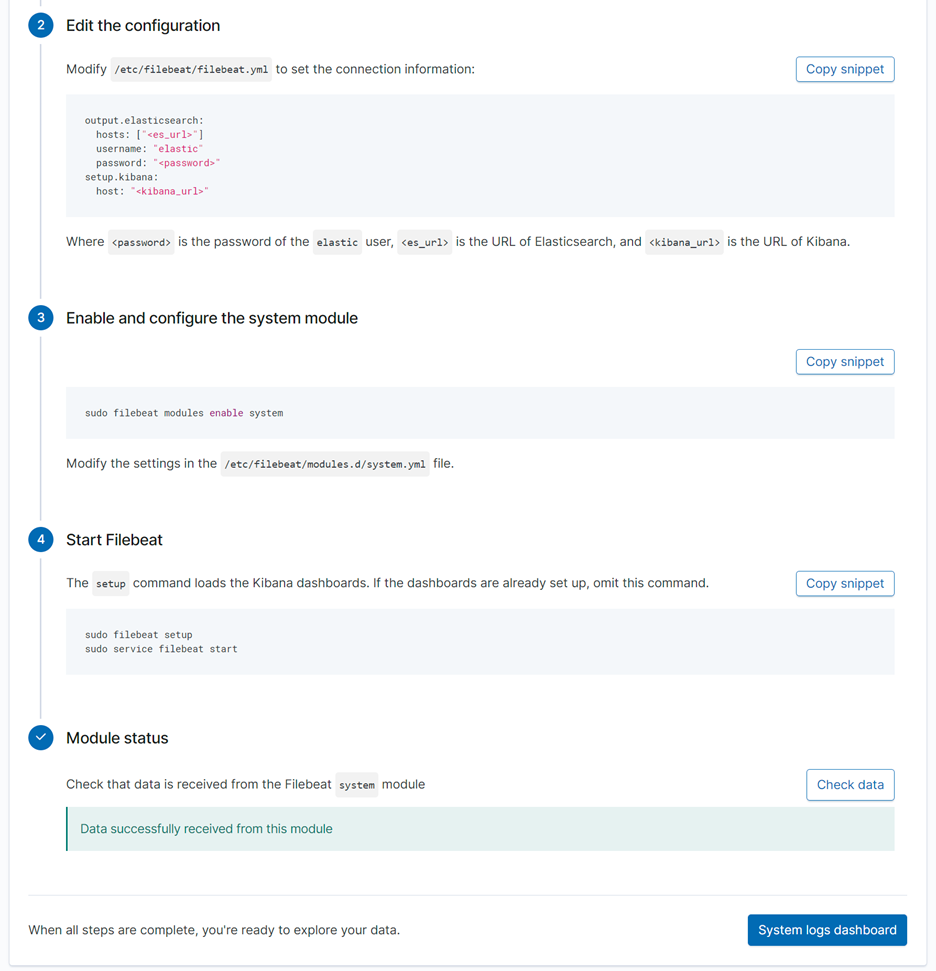 2 Edit the configuration
Modify /etc/filebeat/filebeat.yml to set the connection information:
Copy snippet
output.elasticsearch:
  hosts: ["<es_url>"]
  username: "elastic"
  password: "<password>"
setup.kibana:
  host: "<kibana_url>"
Where <password> is the password of the elastic user, <es_url> is the URL of Elasticsearch, and <kibana_url> is the URL of Kibana.
3 Enable and configure the system module
Copy snippet
sudo filebeat modules enable system
Modify the settings in the /etc/filebeat/modules.d/system.yml file.
4 Start Filebeat
The setup command loads the Kibana dashboards. If the dashboards are already set up, omit this command.
Copy snippet
sudo filebeat setup
sudo service filebeat start
Module status
Check that data is received from the Filebeat system module
Check data
Data successfully received from this module
When all steps are complete, you're ready to explore your data.
System logs dashboard